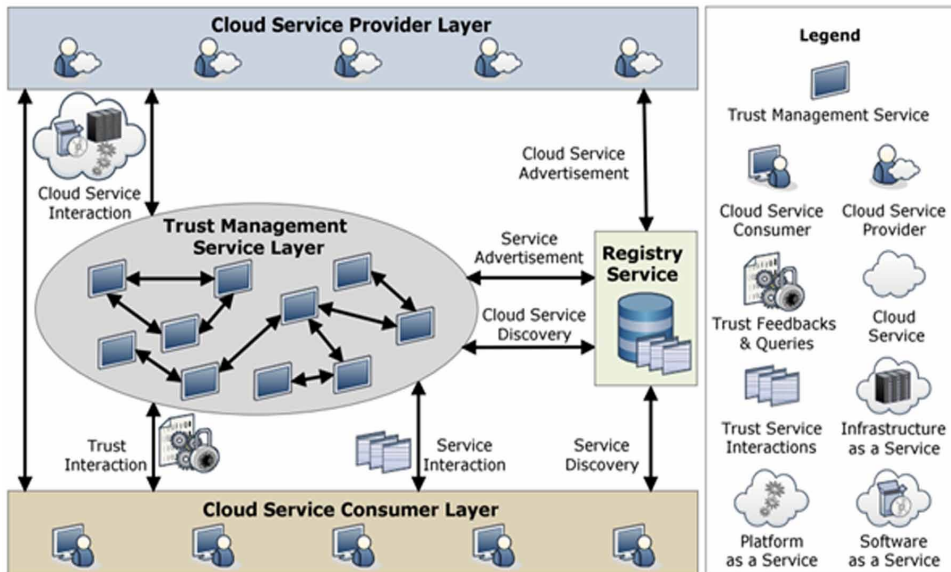 Cloud Service Provider Layer
Cloud Service
Interaction
Cloud Service
Advertisement
Trust Management
Service Layer
Service
Advertisement
Cloud Service
Discovery
Registry
Service
Trust
Interaction
Service
Interaction
Service
Discovery
Cloud Service Consumer Layer
Legend
Trust Management Service
Cloud Service
Consumer
Cloud Service
Provider
Trust Feedbacks
& Queries
Cloud
Service
Trust Service
Interactions
Infrastructure
as a Service
Platform
as a Service
Software
as a Service